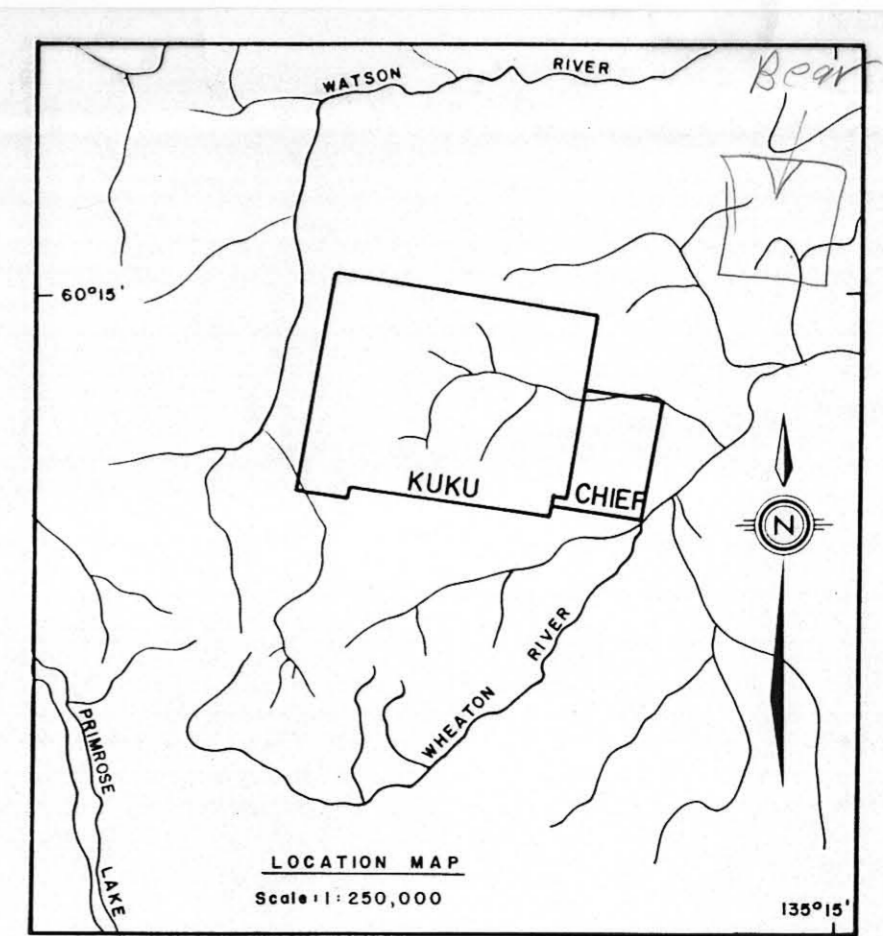 WATSON RIVER
Bear
60°15'
KUKU
CHIEF
N
WHEATON RIVER
PRIMROSE LAKE
LOCATION MAP
Scale : 1 : 250,000
135°15'